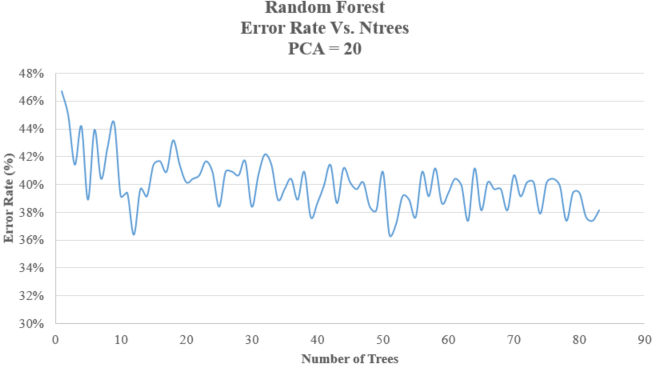 Random Forest
Error Rate Vs. Ntrees
PCA = 20
48%
46%
44%
42%
40%
38%
36%
34%
32%
30%
Error Rate (%)
0 10 20 30 40 50 60 70 80 90
Number of Trees